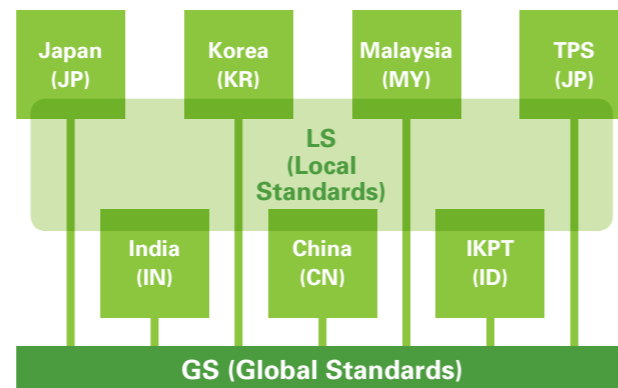 Japan
(JP)
Korea
(KR)
Malaysia
(MY)
TPS
(JP)
LS
(Local
Standards)
India
(IN)
China
(CN)
IKPT
(ID)
GS (Global Standards)